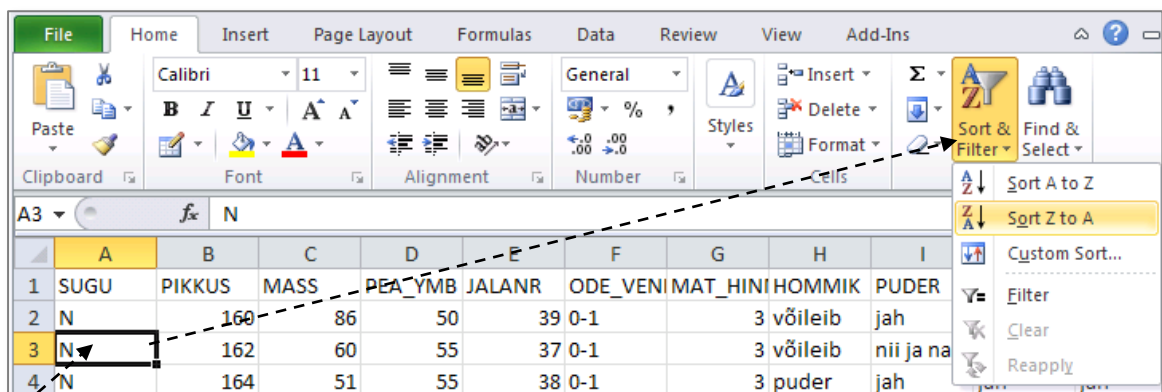 File Home Insert Page Layout Formulas Data Review View Add-Ins
Calibri 11 General Insert Σ
B I U A A % , Delete
Paste Styles Sort & Find &
A .00 .00 Format Filter Select
Clipboard Font Alignment Number Cells
Sort A to Z
A3 fx N
Sort Z to A
A B C D E F G H I
Custom Sort...
1 SUGU PIKKUS MASS PEA_YMB JALANR ODE_VENI MAT_HINI HOMMIK PUDER
Filter
2 N 160 86 50 39 0-1 3 võileib jah
Clear
3 N 162 60 55 37 0-1 3 võileib nii ja na
Reapply
4 N 164 51 55 38 0-1 3 puder jah